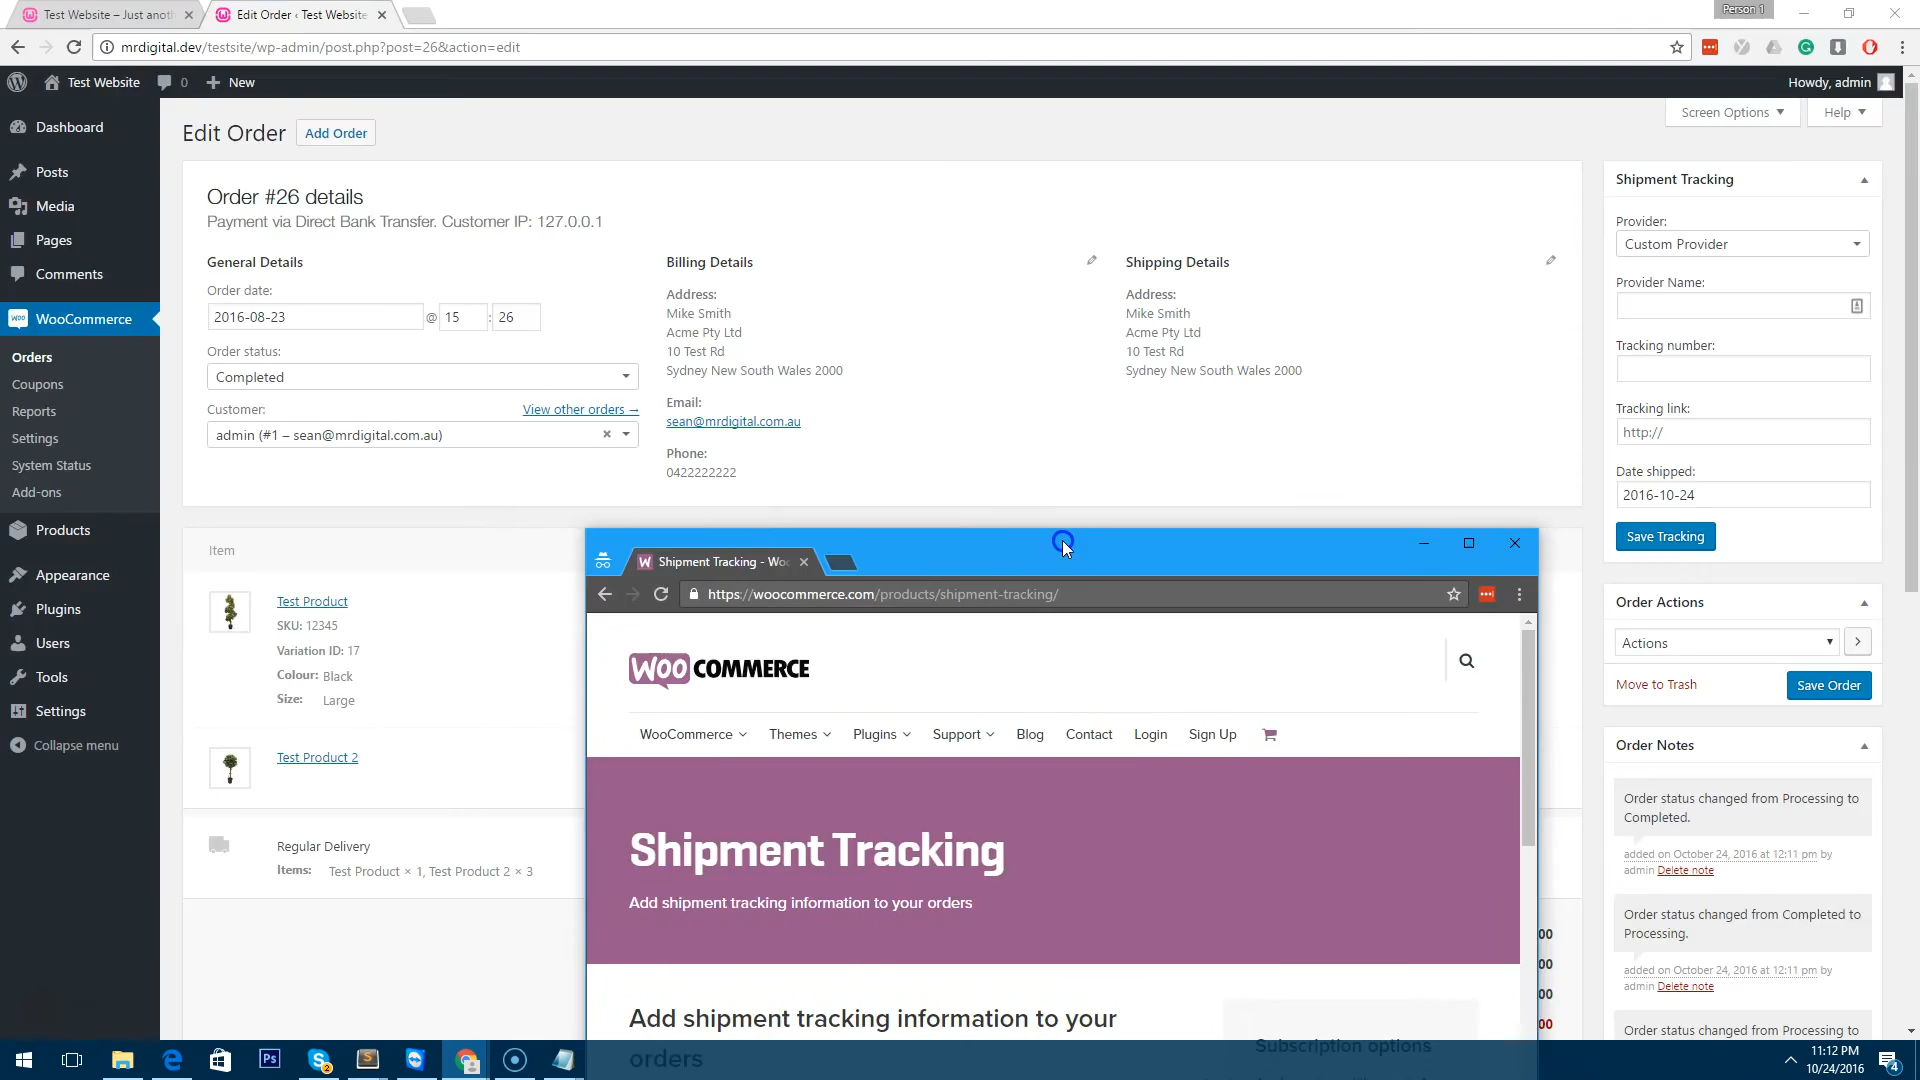 Test Website – Just anoth
Edit Order ‹ Test Website
Person 1
mrdigital.dev/testsite/wp-admin/post.php?post=26&action=edit
Test Website
0
New
Howdy, admin
Dashboard
Posts
Media
Pages
Comments
WooCommerce
Orders
Coupons
Reports
Settings
System Status
Add-ons
Products
Appearance
Plugins
Users
Tools
Settings
Collapse menu
Edit Order
Add Order
Screen Options
Help
Order #26 details
Payment via Direct Bank Transfer. Customer IP: 127.0.0.1
General Details
Order date:
2016-08-23 @ 15 : 26
Order status:
Completed
Customer:
View other orders →
admin (#1 – sean@mrdigital.com.au) ×
Billing Details
Address:
Mike Smith
Acme Pty Ltd
10 Test Rd
Sydney New South Wales 2000
Email:
sean@mrdigital.com.au
Phone:
0422222222
Shipping Details
Address:
Mike Smith
Acme Pty Ltd
10 Test Rd
Sydney New South Wales 2000
Item
Test Product
SKU: 12345
Variation ID: 17
Colour: Black
Size: Large
Test Product 2
Regular Delivery
Items: Test Product × 1, Test Product 2 × 3
00
00
00
00
Shipment Tracking
Provider:
Custom Provider
Provider Name:
Tracking number:
Tracking link:
http://
Date shipped:
2016-10-24
Save Tracking
Order Actions
Actions
Move to Trash
Save Order
Order Notes
Order status changed from Processing to
Completed.
added on October 24, 2016 at 12:11 pm by
admin Delete note
Order status changed from Completed to
Processing.
added on October 24, 2016 at 12:11 pm by
admin Delete note
Order status changed from Processing to
Shipment Tracking - Woo
https://woocommerce.com/products/shipment-tracking/
WOO COMMERCE
WooCommerce
Themes
Plugins
Support
Blog
Contact
Login
Sign Up
Shipment Tracking
Add shipment tracking information to your orders
Add shipment tracking information to your
orders
Subscription options
Ps
2
11:12 PM
10/24/2016
4